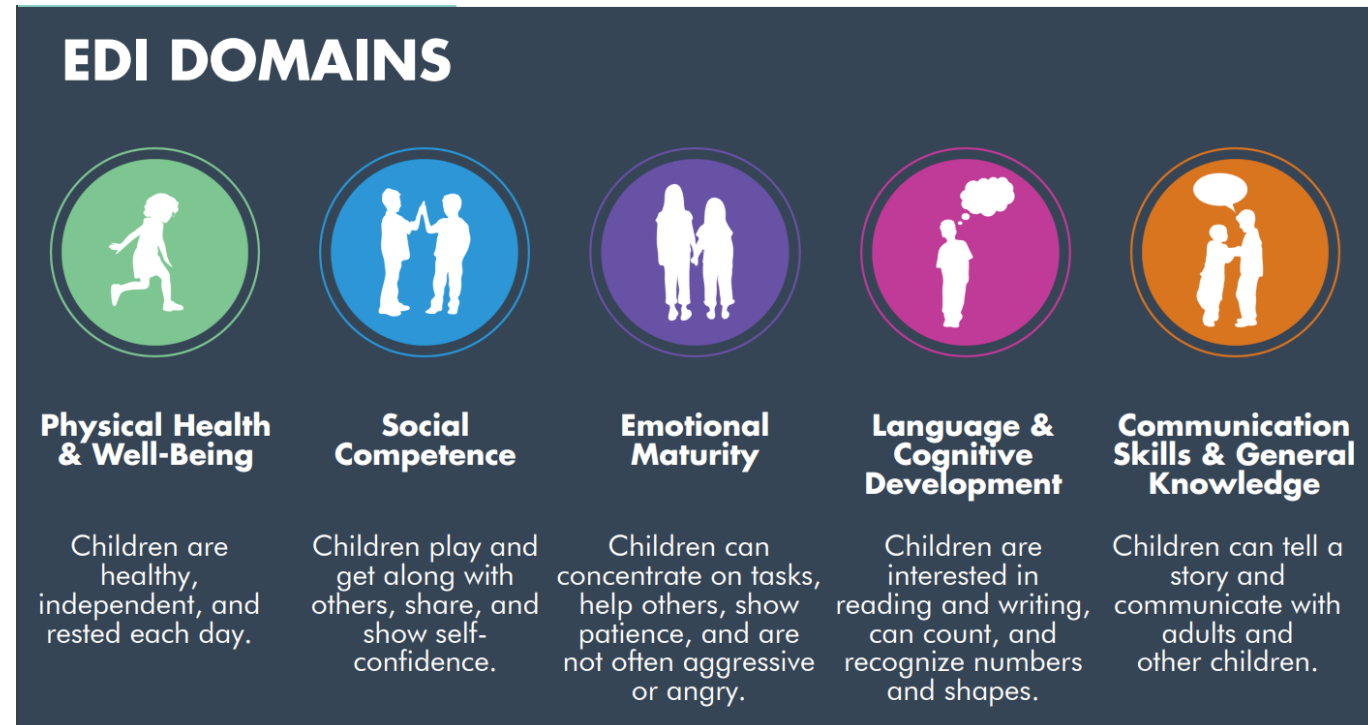 EDI DOMAINS
Physical Health
& Well-Being
Children are
healthy,
independent, and
rested each day.
Social
Competence
Children play and
get along with
others, share, and
show self-
confidence.
Emotional
Maturity
Children can
concentrate on tasks,
help others, show
patience, and are
not often aggressive
or angry.
Language &
Cognitive
Development
Children are
interested in
reading and writing,
can count, and
recognize numbers
and shapes.
Communication
Skills & General
Knowledge
Children can tell a
story and
communicate with
adults and
other children.